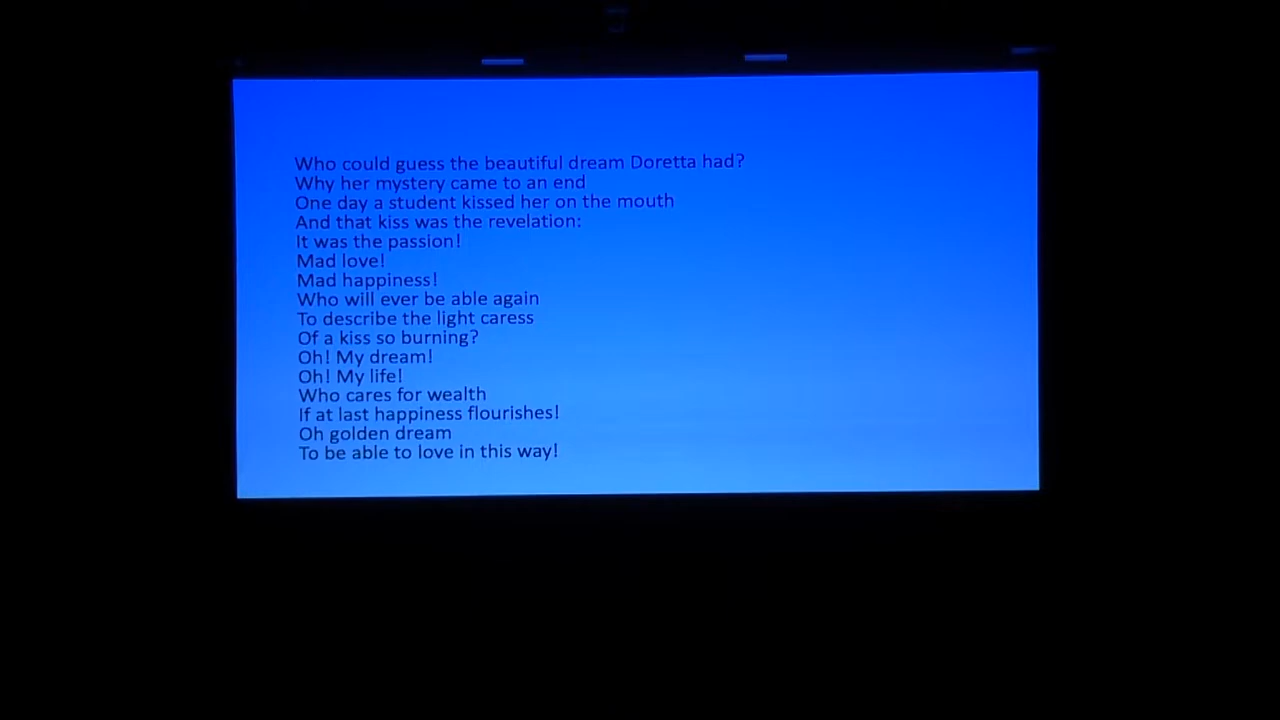 Who could guess the beautiful dream Doretta had?
Why her mystery came to an end
One day a student kissed her on the mouth
And that kiss was the revelation:
It was the passion!
Mad love!
Mad happiness!
Who will ever be able again
To describe the light caress
Of a kiss so burning?
Oh! My dream!
Oh! My life!
Who cares for wealth
If at last happiness flourishes!
Oh golden dream
To be able to love in this way!